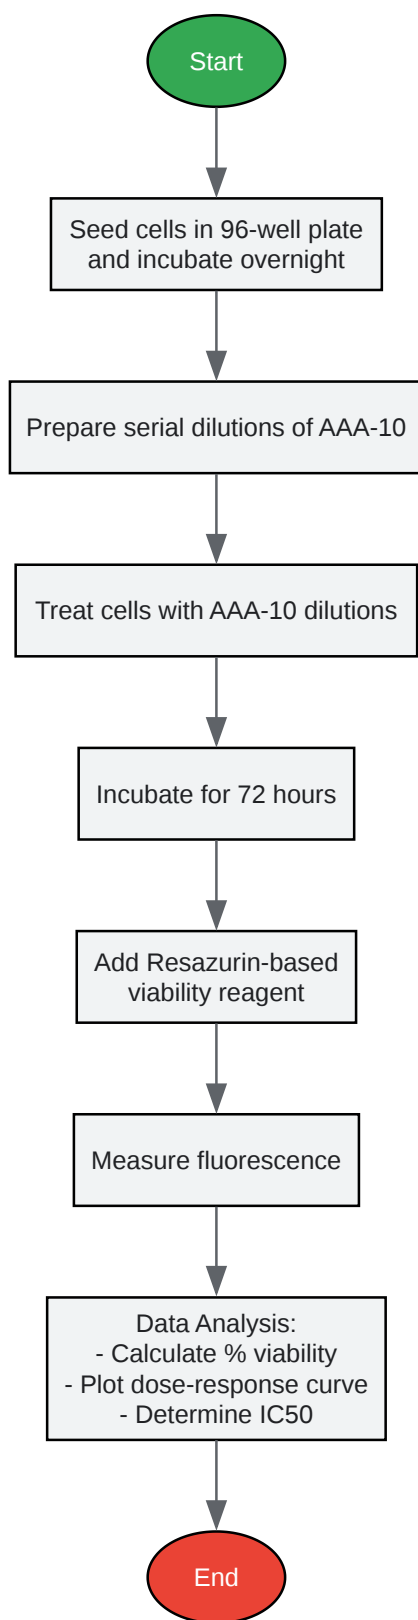 Start
Seed cells in 96-well plate
and incubate overnight
Prepare serial dilutions of AAA-10
Treat cells with AAA-10 dilutions
Incubate for 72 hours
Add Resazurin-based
viability reagent
Measure fluorescence
Data Analysis:
- Calculate % viability
- Plot dose-response curve
- Determine IC50
End